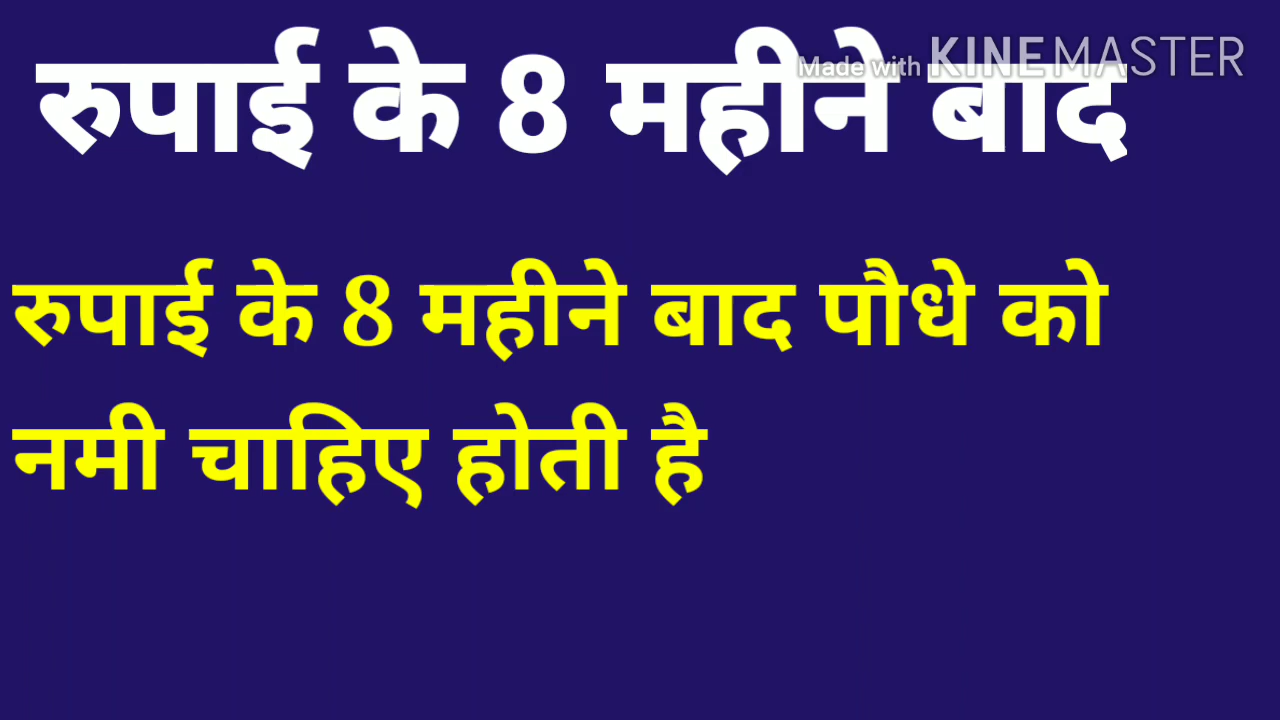 रुपाई के 8 महीने बाद
Made with KINEMASTER
रुपाई के 8 महीने बाद पौधे को
नमी चाहिए होती है